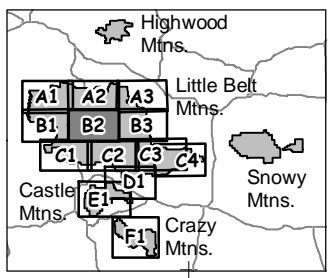 Highwood
Mtns.
Little Belt
Mtns.
A1 A2 A3
B1 B2 B3
C1 C2 C3 C4
D1
Castle
Mtns.
E1
Snowy
Mtns.
F1
Crazy
Mtns.